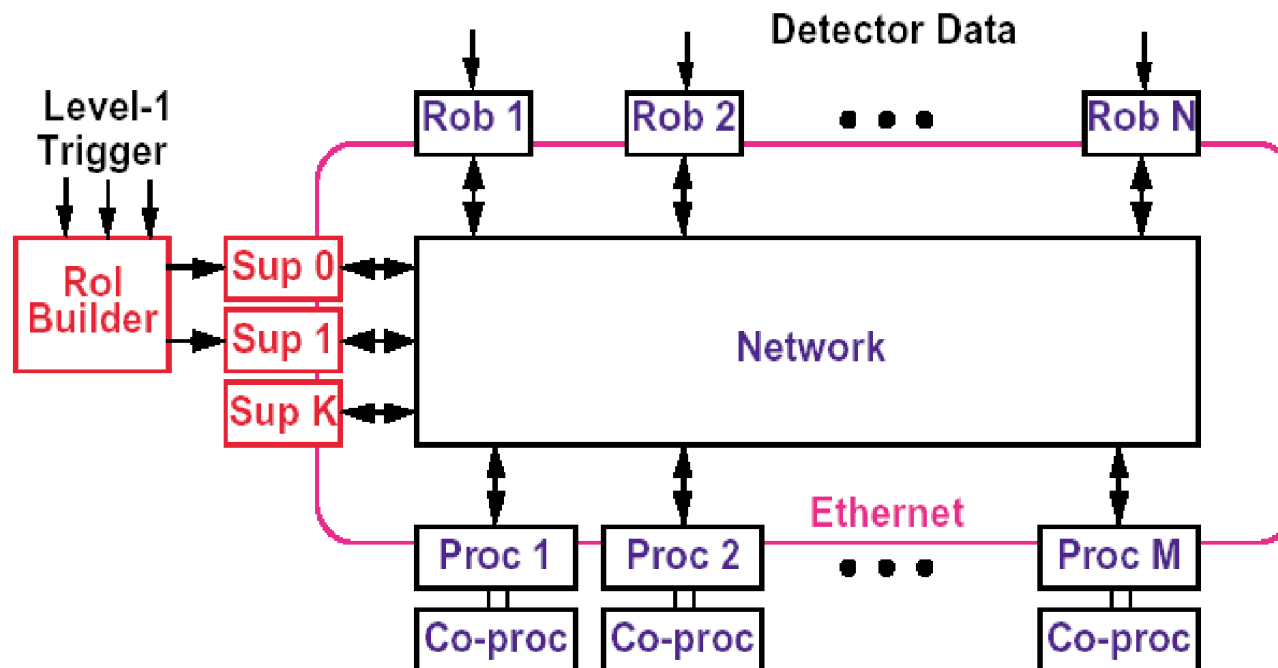 Detector Data
Level-1
Trigger
Rob 1
Rob 2
Rob N
RoI
Builder
Sup 0
Sup 1
Sup K
Network
Ethernet
Proc 1
Proc 2
Proc M
Co-proc
Co-proc
Co-proc